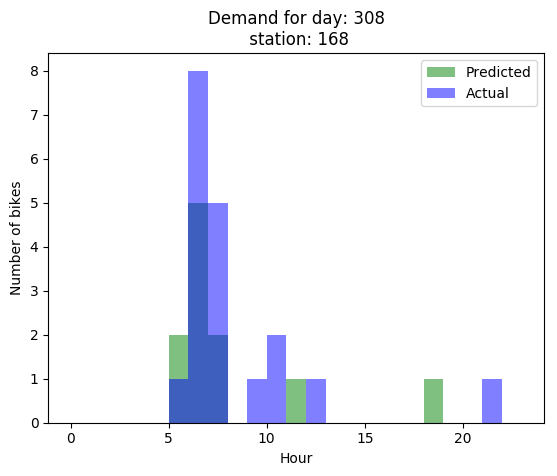 Demand for day: 308
station: 168
Predicted
Actual
8
7
6
5
4
3
2
1
0
Number of bikes
0 5 10 15 20
Hour